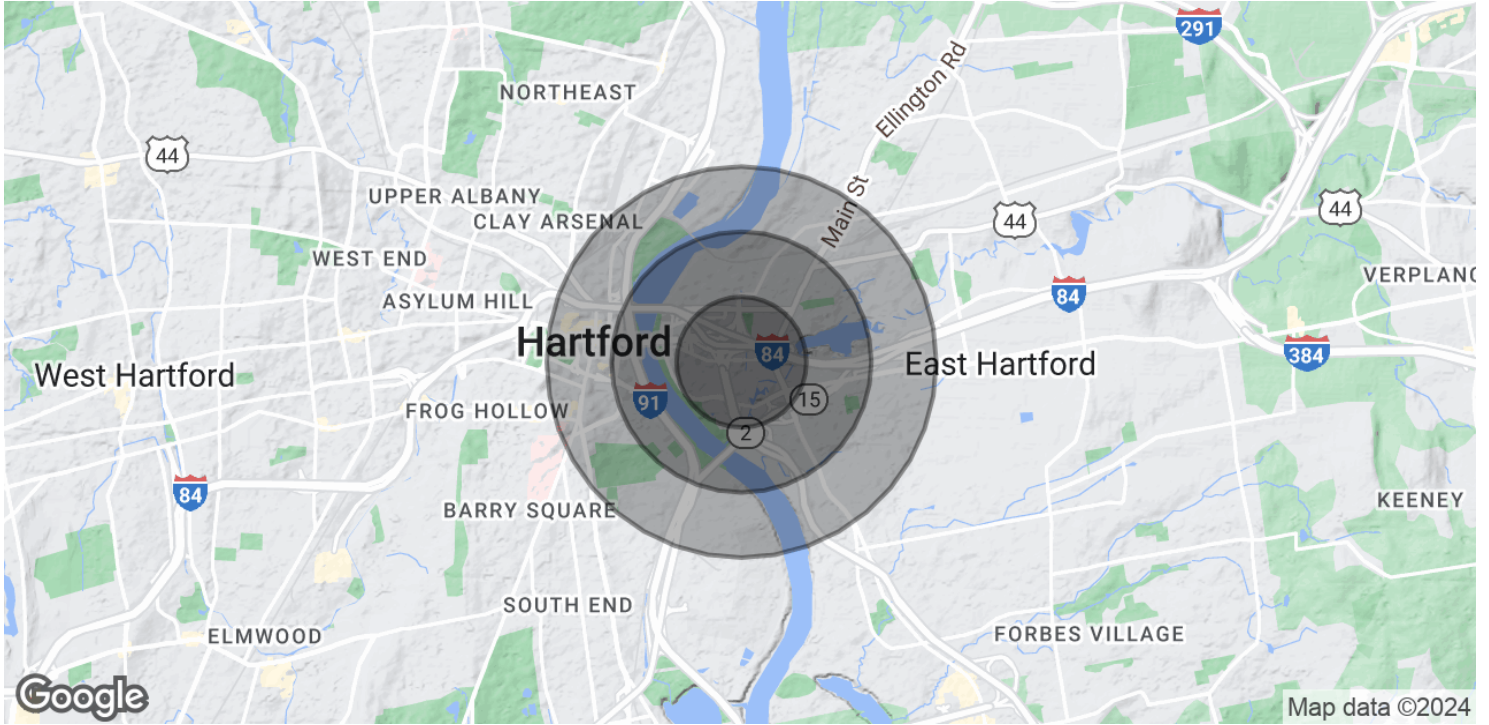 291
NORTHEAST
Ellington Rd
44
UPPER ALBANY
CLAY ARSENAL
Main St
44
44
WEST END
VERPLANC
ASYLUM HILL
84
Hartford
84
384
West Hartford
East Hartford
91
15
FROG HOLLOW
2
84
BARRY SQUARE
KEENEY
SOUTH END
ELMWOOD
FORBES VILLAGE
Google
Map data ©2024